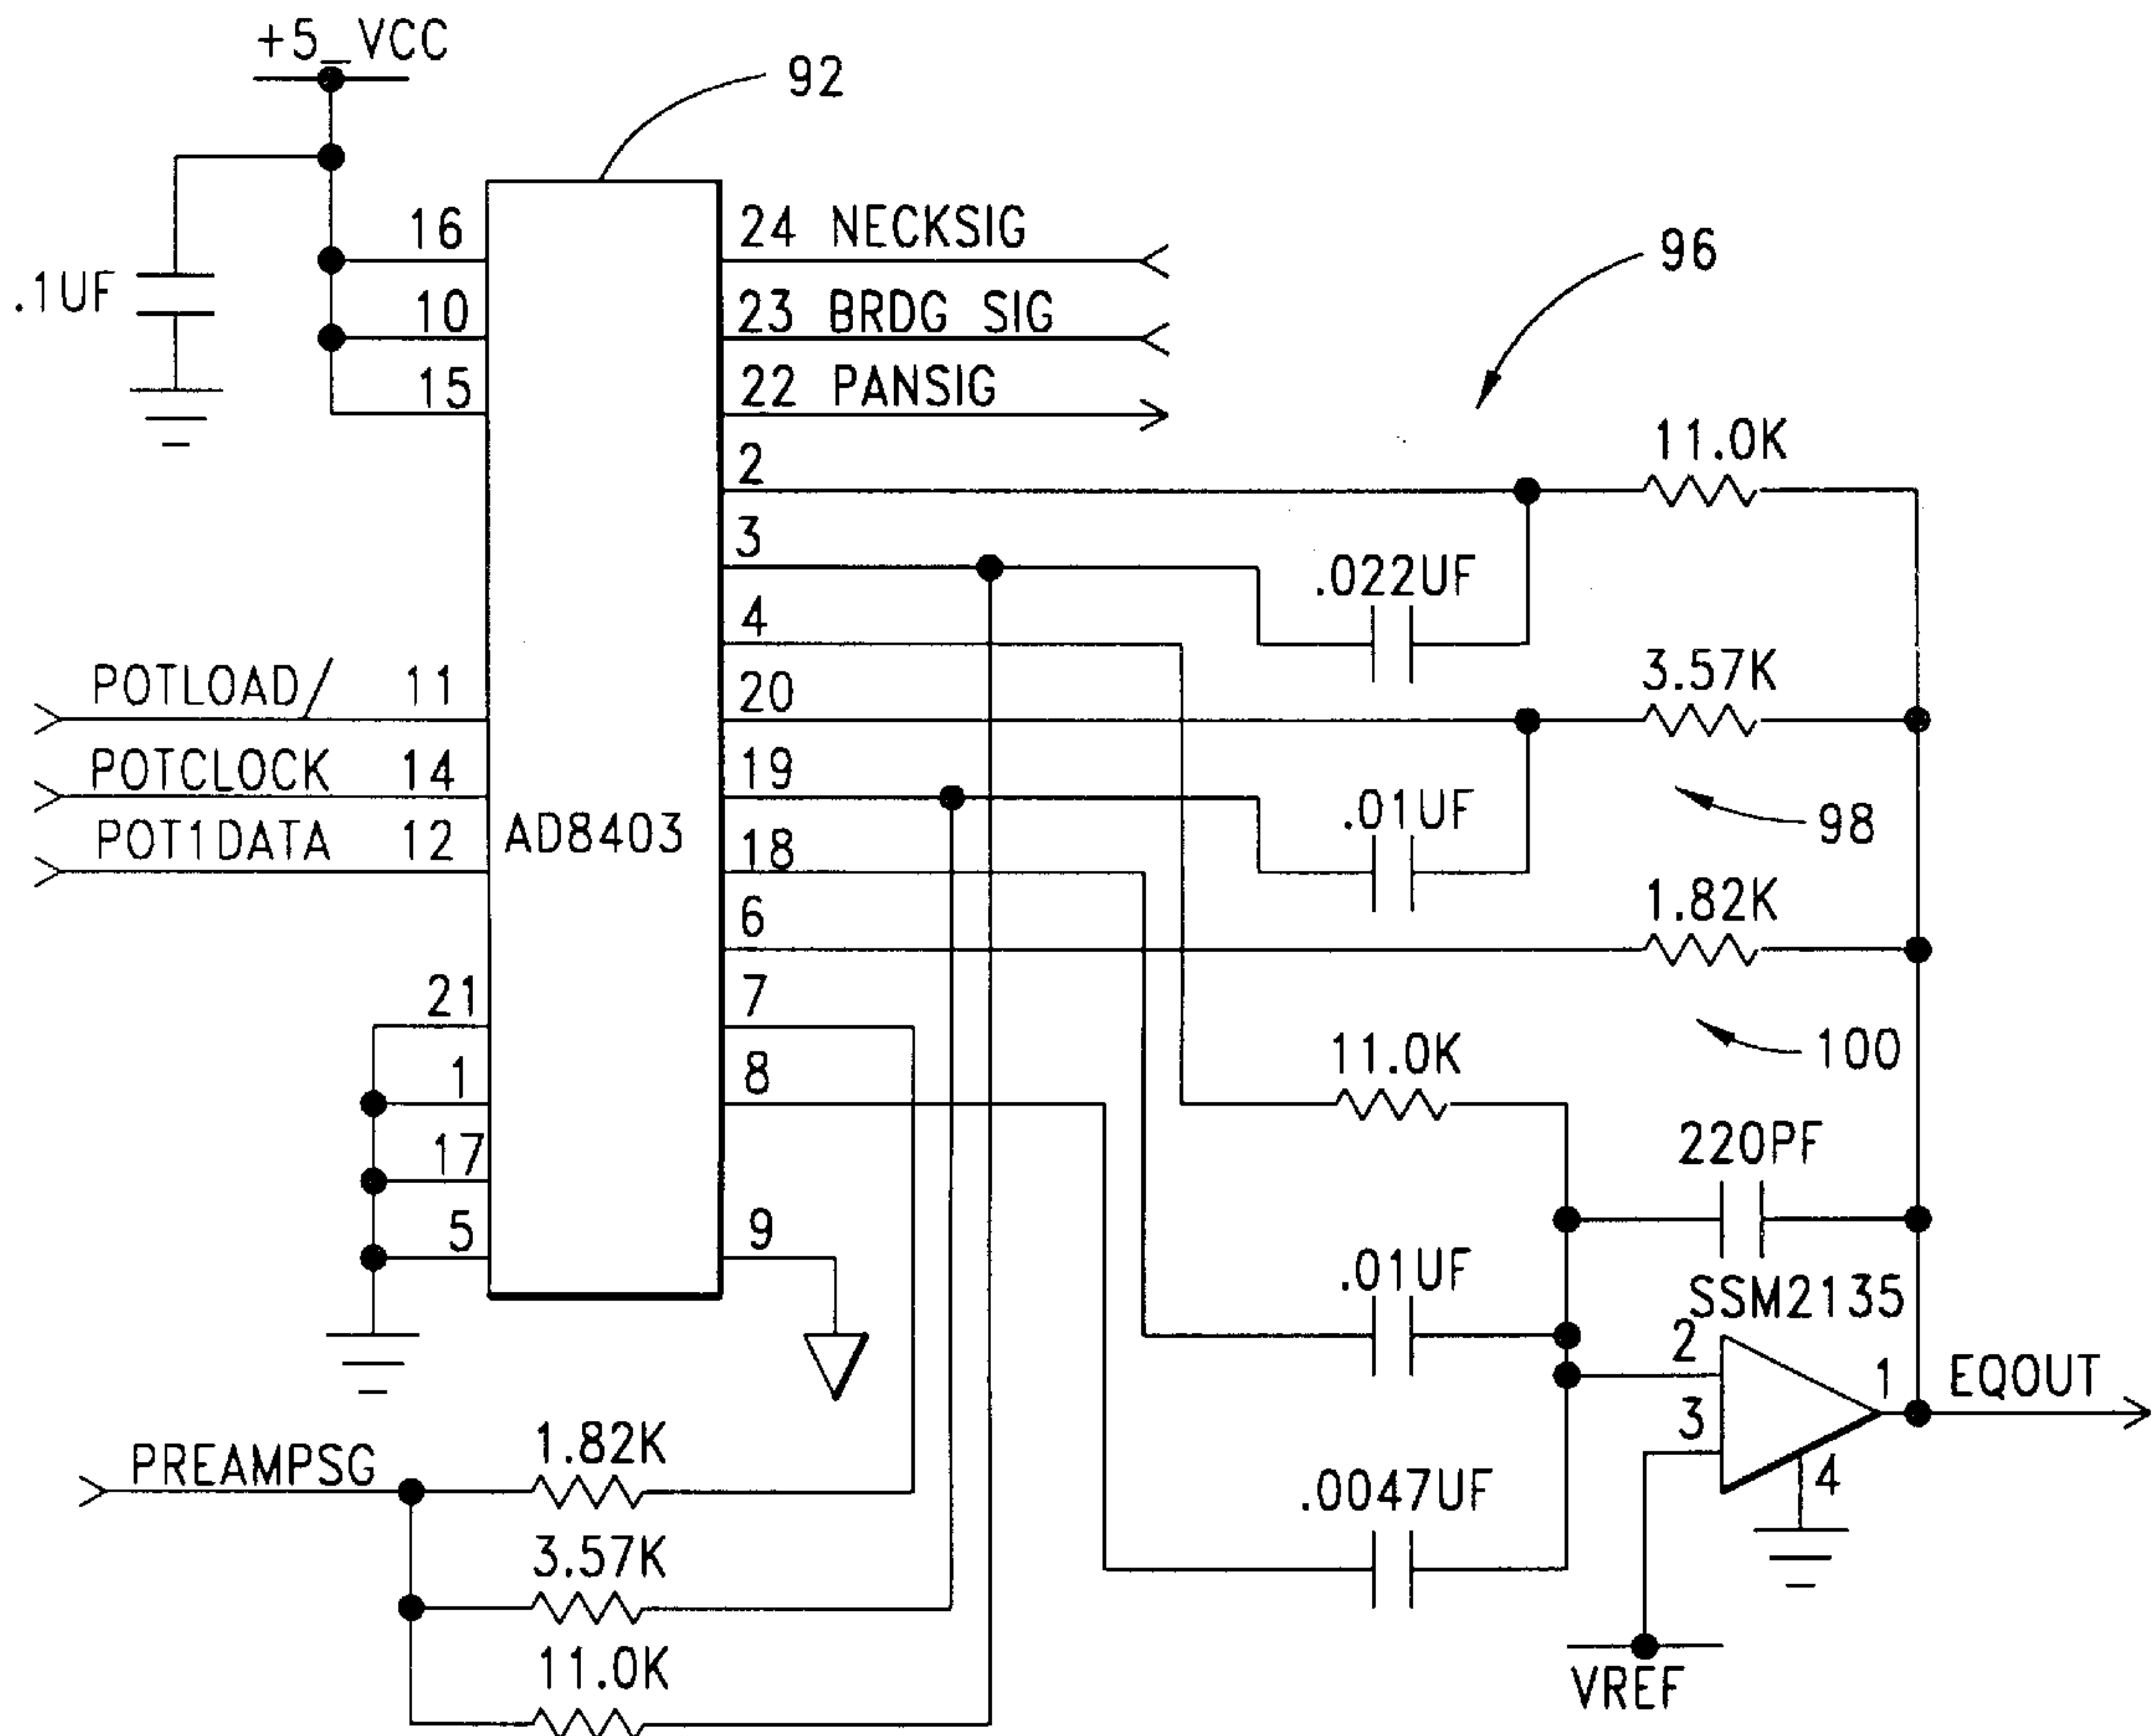 +5_VCC
92
16
24 NECKSIG
96
.1UF
10
23 BRDG SIG
15
22 PANSIG
11.0K
2
3
.022UF
4
3.57K
POTLOAD/ 11
20
POTCLOCK 14
19
.01UF
98
POT1DATA 12
AD8403
18
1.82K
6
21
7
100
11.0K
1
8
220PF
17
5
9
.01UF
SSM2135
2
1
EQOUT
3
PREAMPSG
1.82K
4
.0047UF
3.57K
11.0K
VREF